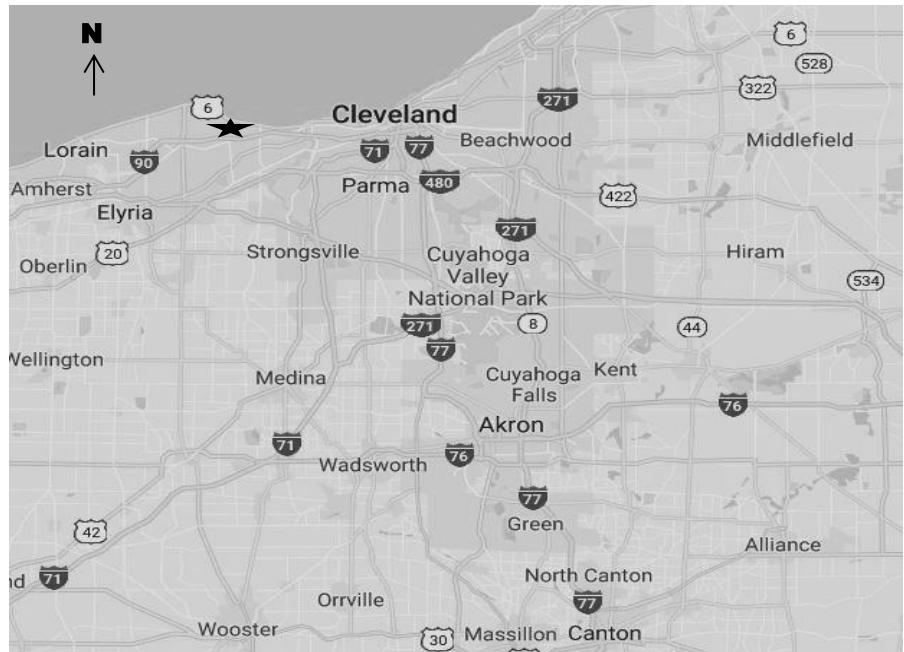 N
6
6
528
322
271
Cleveland
Lorain
90
71
77
Beachwood
Middlefield
Amherst
Parma
480
422
Elyria
271
20
Oberlin
Strongsville
Cuyahoga
Valley
National Park
Hiram
534
271
8
44
77
Wellington
Medina
Cuyahoga
Falls
Kent
76
Akron
71
76
Wadsworth
77
Green
42
Alliance
71
nd
North Canton
77
Orrville
Wooster
30
Massillon
Canton